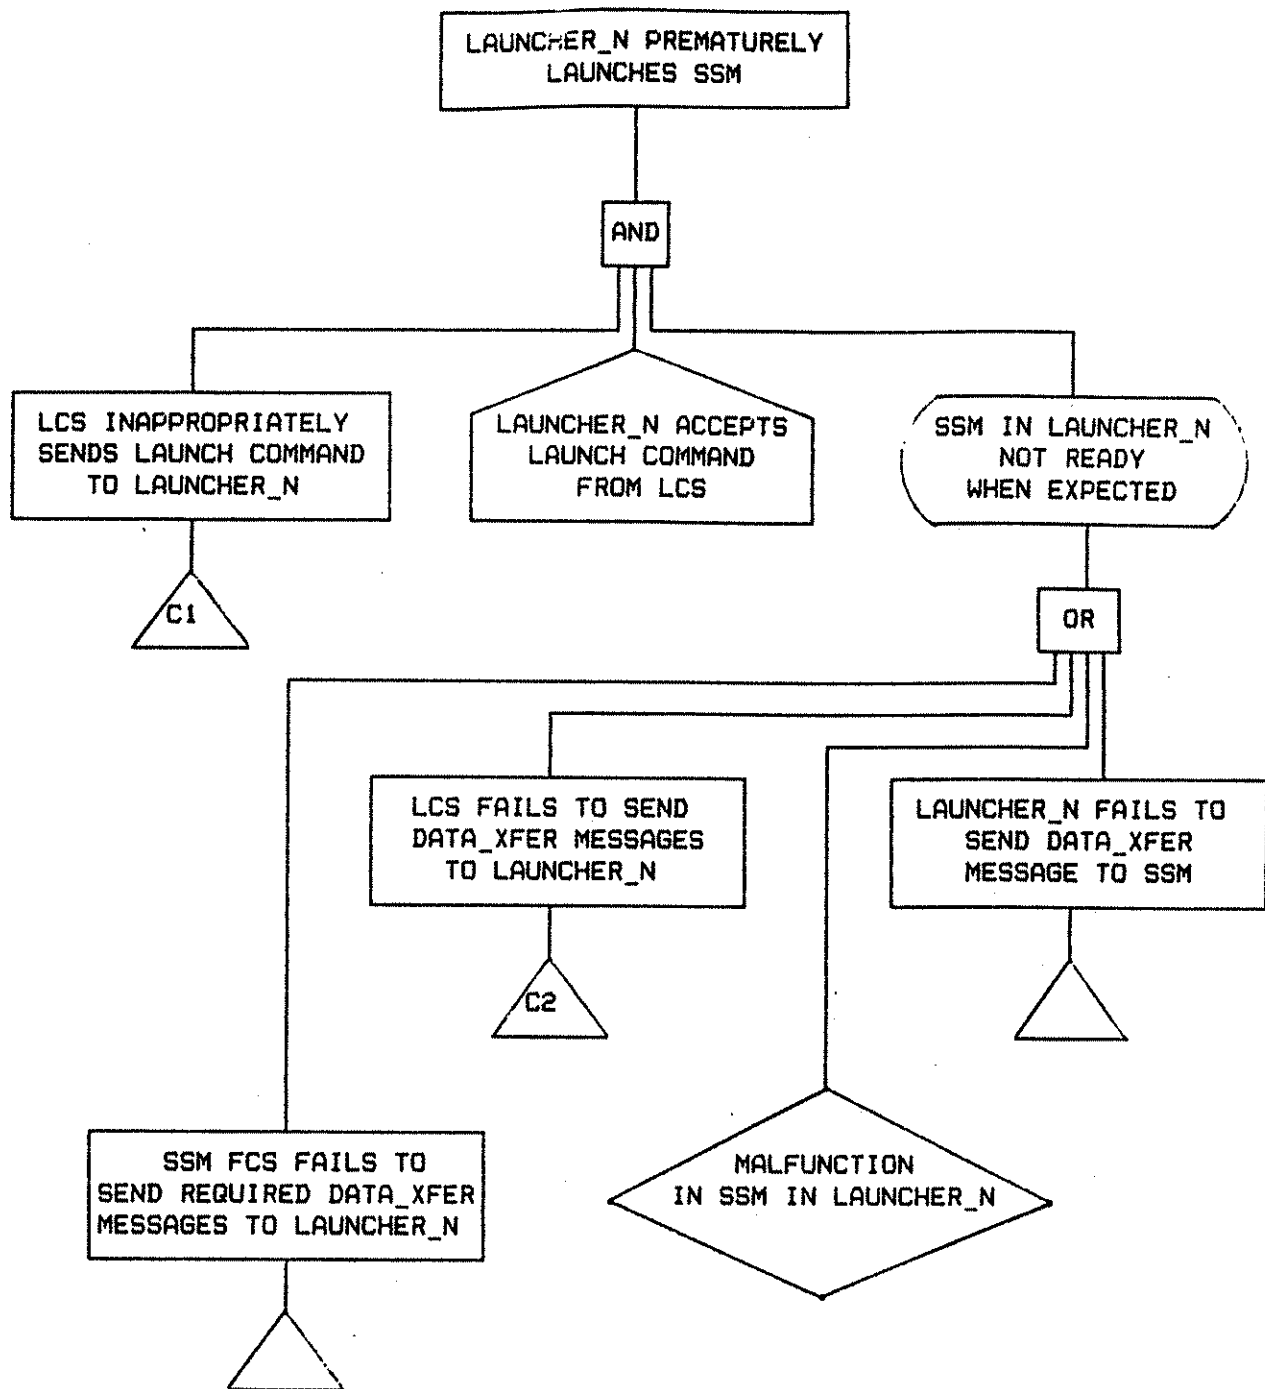 LAUNCHER_N PREMATURELY
LAUNCHES SSM
AND
LCS INAPPROPRIATELY
SENDS LAUNCH COMMAND
TO LAUNCHER_N
LAUNCHER_N ACCEPTS
LAUNCH COMMAND
FROM LCS
SSM IN LAUNCHER_N
NOT READY
WHEN EXPECTED
C1
OR
LCS FAILS TO SEND
DATA_XFER MESSAGES
TO LAUNCHER_N
LAUNCHER_N FAILS TO
SEND DATA_XFER
MESSAGE TO SSM
C2
SSM FCS FAILS TO
SEND REQUIRED DATA_XFER
MESSAGES TO LAUNCHER_N
MALFUNCTION
IN SSM IN LAUNCHER_N